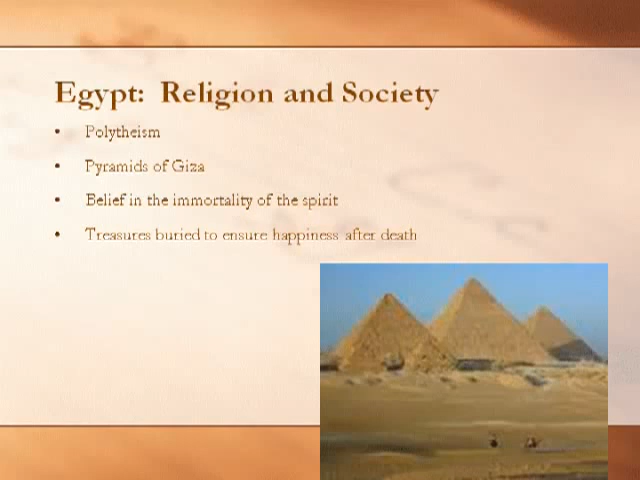 Egypt:  Religion and Society
• Polytheism
• Pyramids of Giza
• Belief in the immortality of the spirit
• Treasures buried to ensure happiness after death